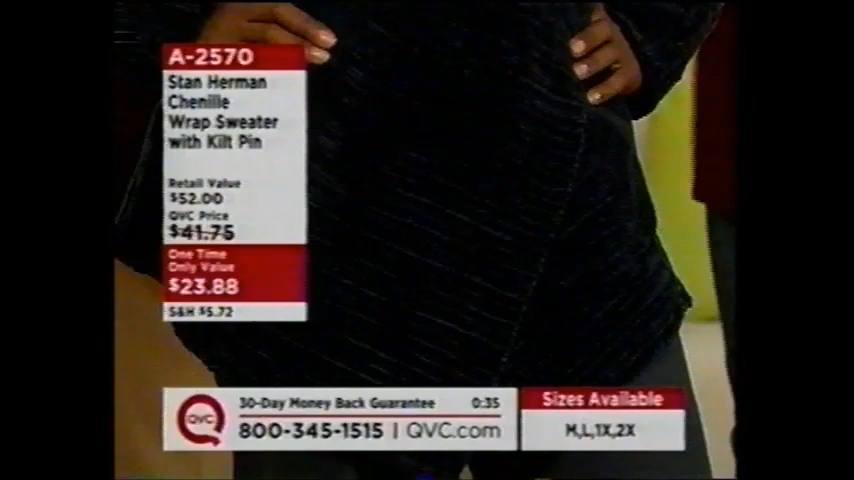 A-2570
Stan Herman
Chenille
Wrap Sweater
with Kilt Pin
Retail Value
$52.00
QVC Price
$41.75
One Time
Only Value
$23.88
S&H $5.72
QVC
30-Day Money Back Guarantee 0:35
800-345-1515 | QVC.com
Sizes Available
M,L,1X,2X